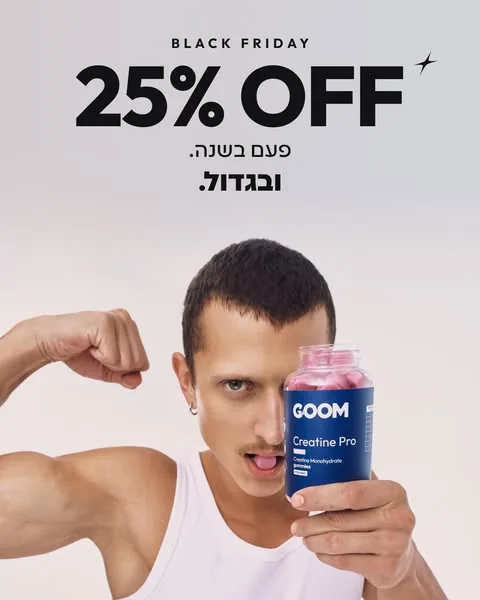 BLACK FRIDAY
25% OFF
פעם בשנה.
ובגדול.
GOOM
Creatine Pro
Creatine Monohydrate
gummies